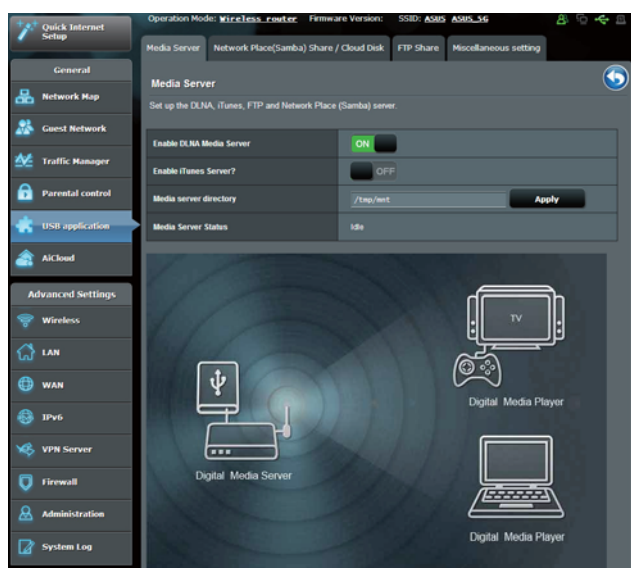 Quick Internet
Setup
Operation Mode: Wireless router Firmware Version: SSID: ASUS ASUS_5G
Media Server Network Place(Samba) Share / Cloud Disk FTP Share Miscellaneous setting
General
Network Map
Guest Network
Traffic Manager
Parental control
USB application
AiCloud
Advanced Settings
Wireless
LAN
WAN
IPv6
VPN Server
Firewall
Administration
System Log
Media Server
Set up the DLNA, iTunes, FTP and Network Place (Samba) server.
Enable DLNA Media Server ON
Enable iTunes Server? OFF
Media server directory /tmp/mnt Apply
Media Server Status Idle
TV
Digital Media Player
Digital Media Server
Digital Media Player